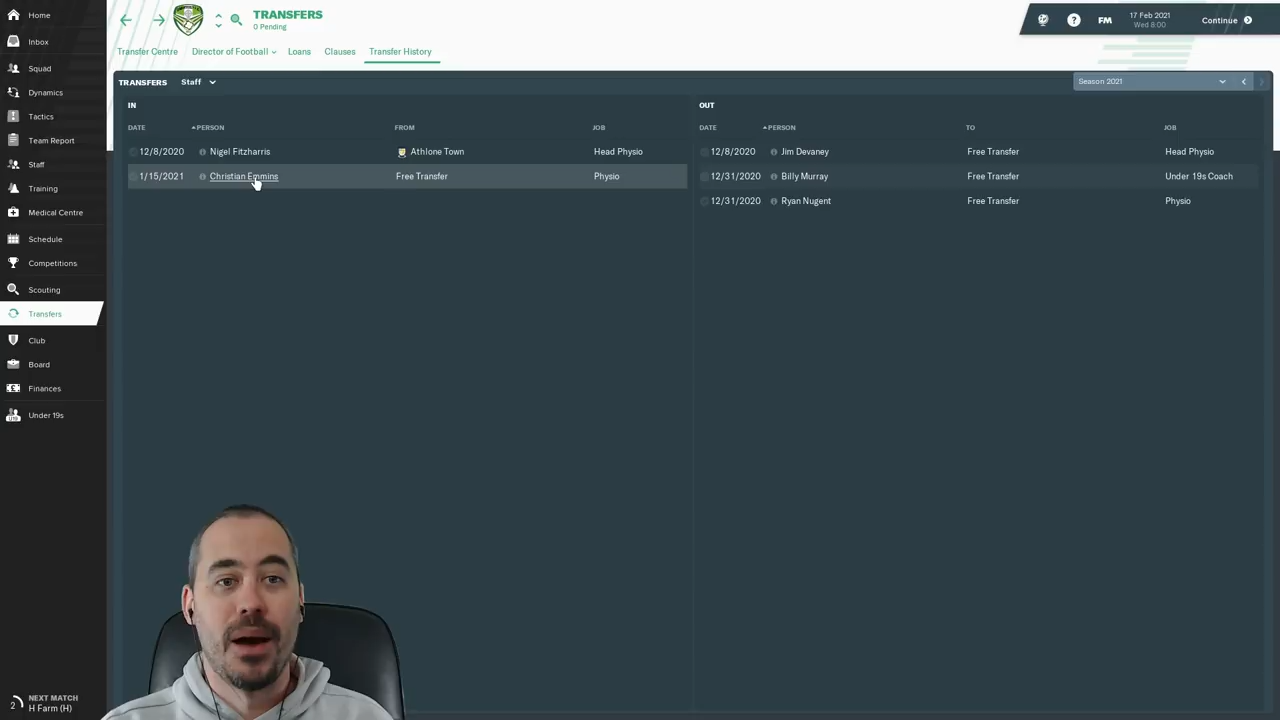 Home
Inbox
Squad
Dynamics
Tactics
Team Report
Staff
Training
Medical Centre
Schedule
Competitions
Scouting
Transfers
Club
Board
Finances
Under 19s
2
NEXT MATCH
H Farm (H)
TRANSFERS
0 Pending
17 Feb 2021
Wed 8:00
FM
Continue
Transfer Centre Director of Football Loans Clauses Transfer History
TRANSFERS Staff Season 2021
IN
DATE PERSON FROM JOB
12/8/2020 Nigel Fitzharris Athlone Town Head Physio
1/15/2021 Christian Emmins Free Transfer Physio
OUT
DATE PERSON TO JOB
12/8/2020 Jim Devaney Free Transfer Head Physio
12/31/2020 Billy Murray Free Transfer Under 19s Coach
12/31/2020 Ryan Nugent Free Transfer Physio